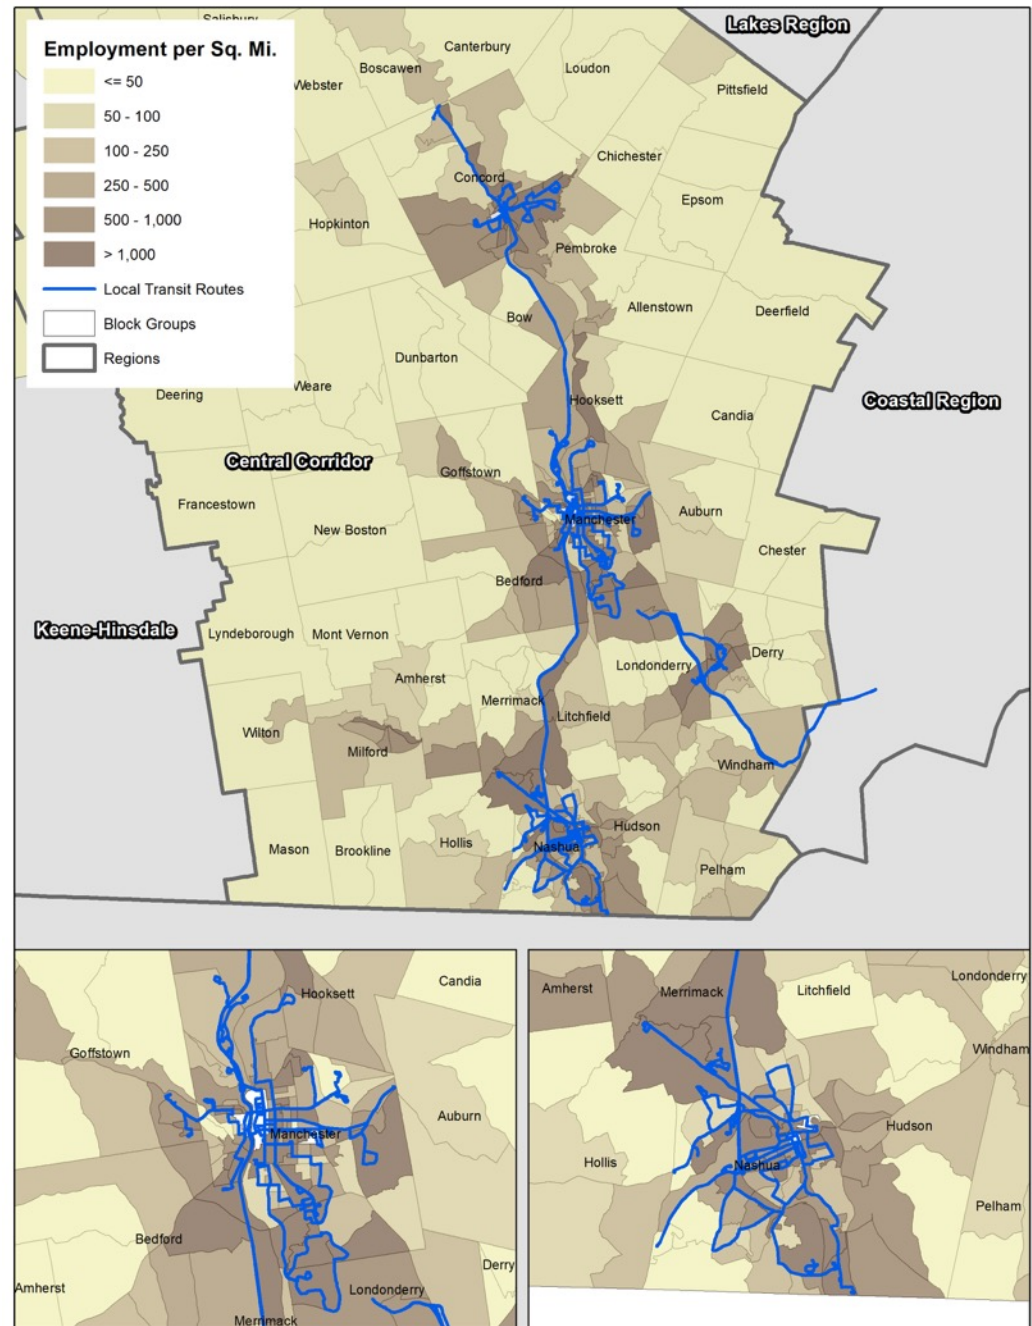 Salisbury
Lakes Region
Employment per Sq. Mi.
Canterbury
Boscawen
Loudon
<= 50
Webster
Pittsfield
50 - 100
100 - 250
Chichester
Concord
250 - 500
Epsom
500 - 1,000
Hopkinton
Pembroke
> 1,000
Local Transit Routes
Allenstown
Deerfield
Bow
Block Groups
Regions
Dunbarton
Weare
Deering
Hooksett
Coastal Region
Candia
Central Corridor
Goffstown
Francestown
Auburn
Manchester
New Boston
Chester
Bedford
Keene-Hinsdale
Lyndeborough
Mont Vernon
Derry
Londonderry
Amherst
Merrimack
Litchfield
Wilton
Milford
Windham
Hudson
Mason
Brookline
Hollis
Nashua
Pelham
Candia
Hooksett
Goffstown
Auburn
Manchester
Bedford
Derry
Amherst
Londonderry
Merrimack
Londonderry
Amherst
Merrimack
Litchfield
Windham
Hudson
Hollis
Nashua
Pelham